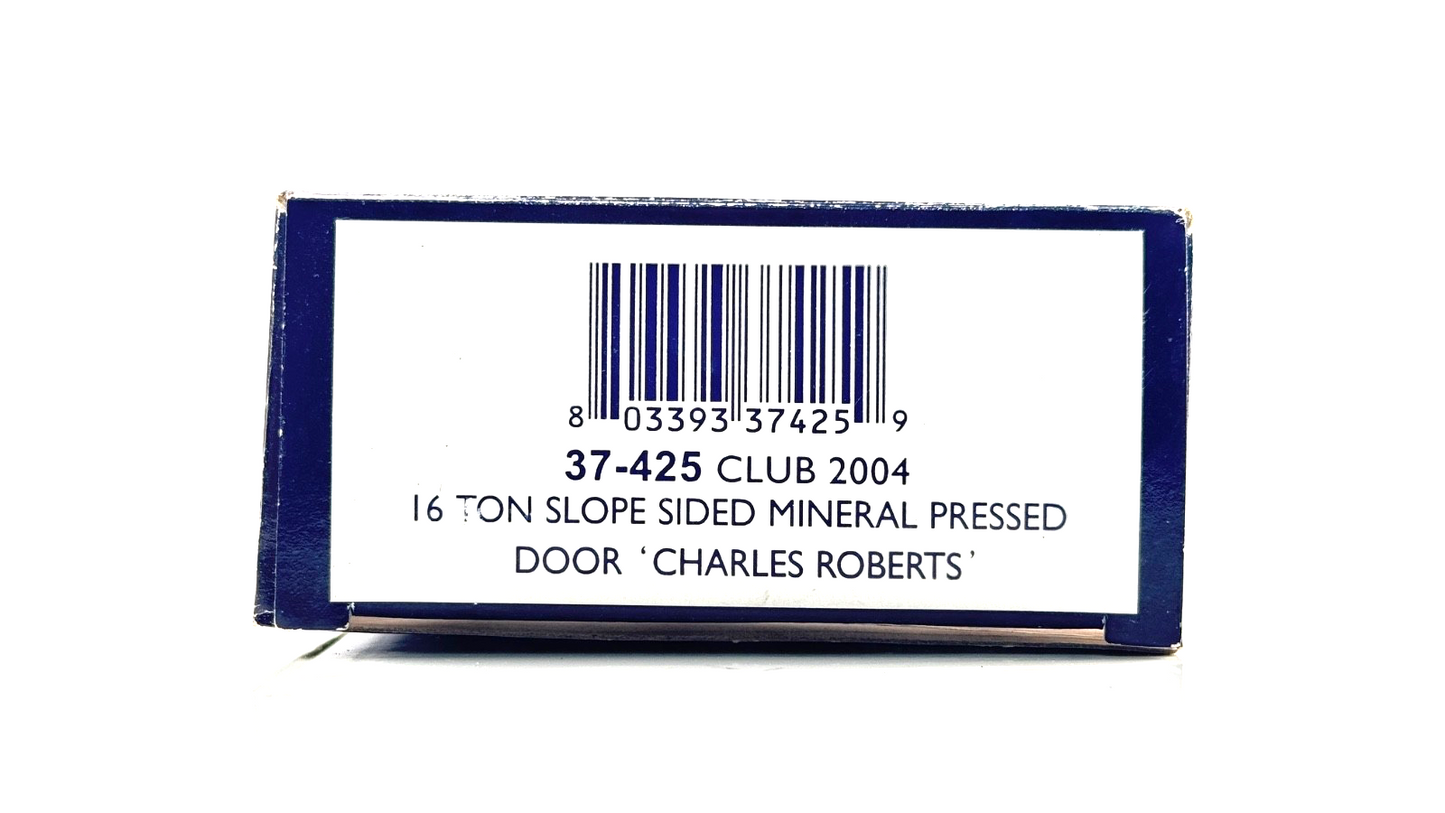 8 03393 37425 9
37-425 CLUB 2004
16 TON SLOPE SIDED MINERAL PRESSED
DOOR ‘CHARLES ROBERTS’